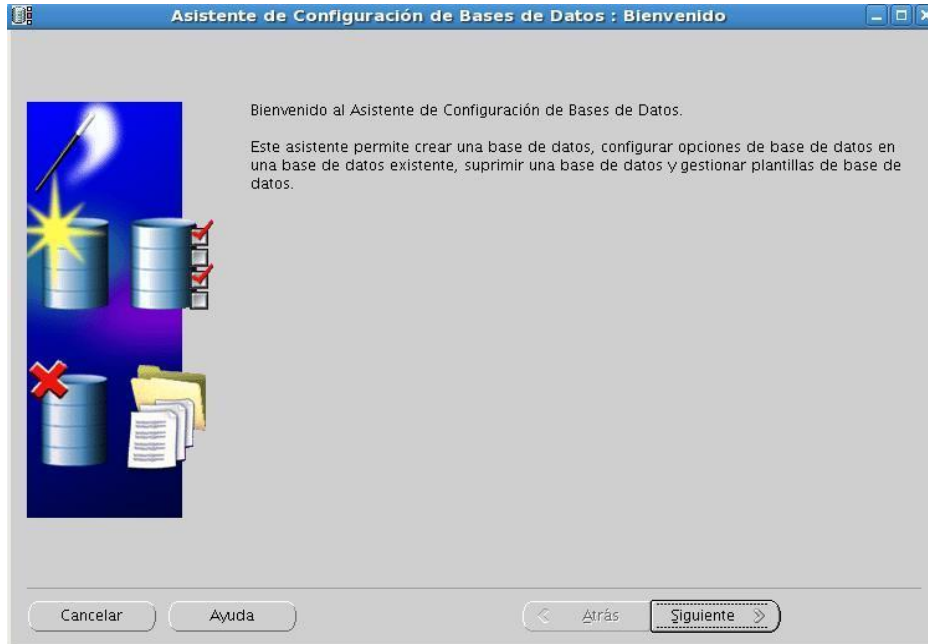 Asistente de Configuración de Bases de Datos : Bienvenido
Bienvenido al Asistente de Configuración de Bases de Datos.
Este asistente permite crear una base de datos, configurar opciones de base de datos en
una base de datos existente, suprimir una base de datos y gestionar plantillas de base de
datos.
Cancelar
Ayuda
Atrás
Siguiente